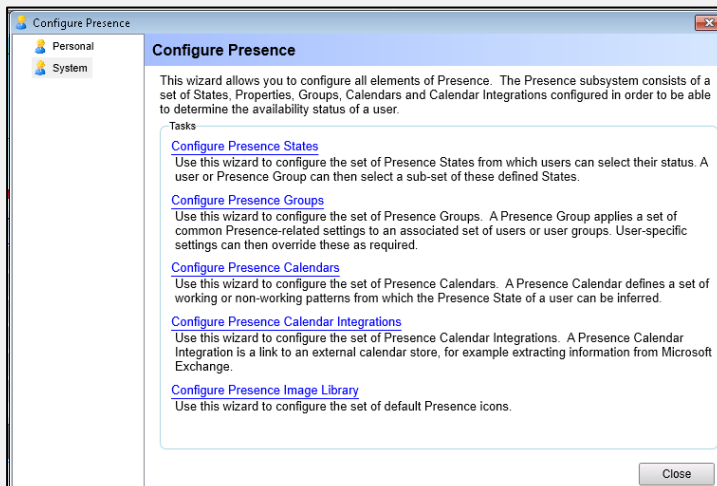 Configure Presence
Personal
System
Configure Presence
This wizard allows you to configure all elements of Presence.  The Presence subsystem consists of a
set of States, Properties, Groups, Calendars and Calendar Integrations configured in order to be able
to determine the availability status of a user.
Tasks
Configure Presence States
Use this wizard to configure the set of Presence States from which users can select their status. A
user or Presence Group can then select a sub-set of these defined States.
Configure Presence Groups
Use this wizard to configure the set of Presence Groups.  A Presence Group applies a set of
common Presence-related settings to an associated set of users or user groups. User-specific
settings can then override these as required.
Configure Presence Calendars
Use this wizard to configure the set of Presence Calendars.  A Presence Calendar defines a set of
working or non-working patterns from which the Presence State of a user can be inferred.
Configure Presence Calendar Integrations
Use this wizard to configure the set of Presence Calendar Integrations.  A Presence Calendar
Integration is a link to an external calendar store, for example extracting information from Microsoft
Exchange.
Configure Presence Image Library
Use this wizard to configure the set of default Presence icons.
Close